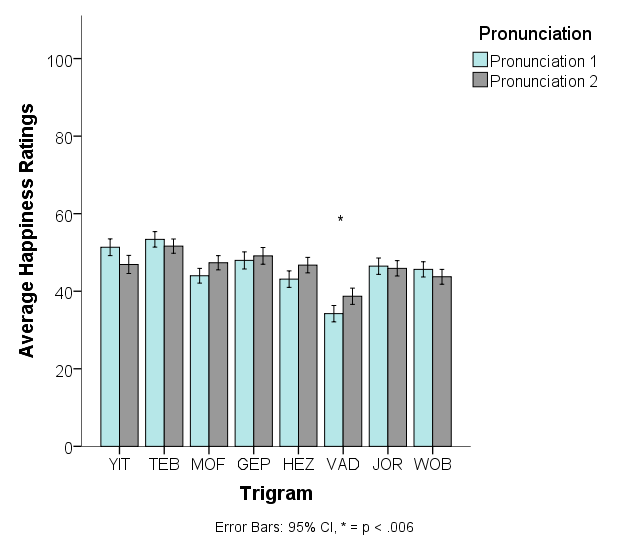 Pronunciation
Pronunciation 1
Pronunciation 2
100
80
60
40
20
0
Average Happiness Ratings
*
YIT TEB MOF GEP HEZ VAD JOR WOB
Trigram
Error Bars: 95% CI, * = p < .006